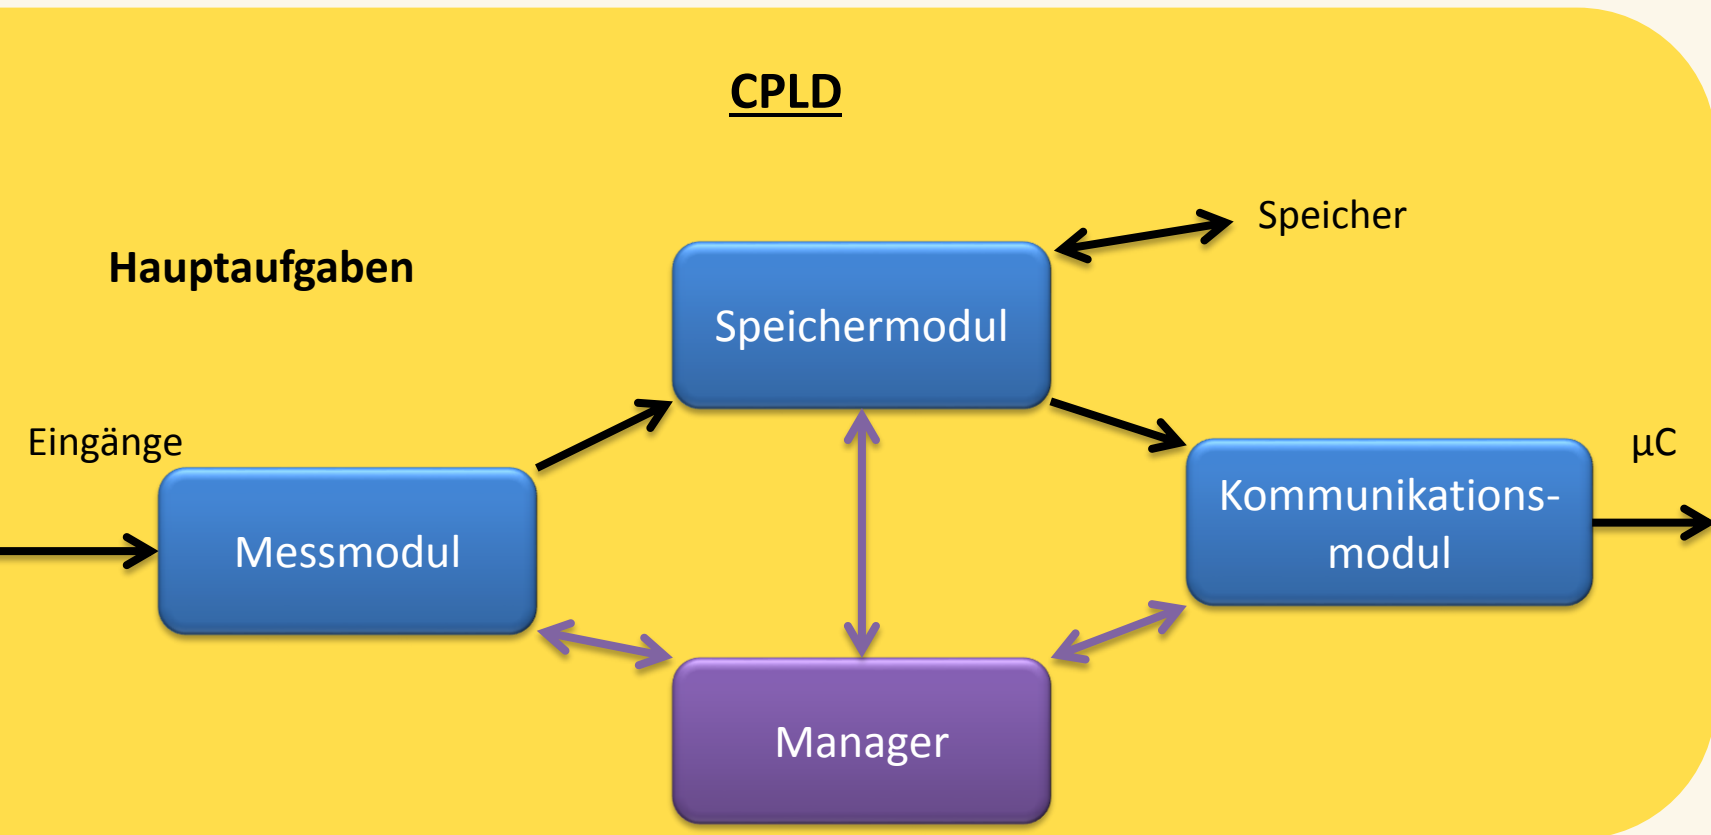 CPLD
Speicher
Hauptaufgaben
Speichermodul
Eingänge
µC
Kommunikations-
modul
Messmodul
Manager